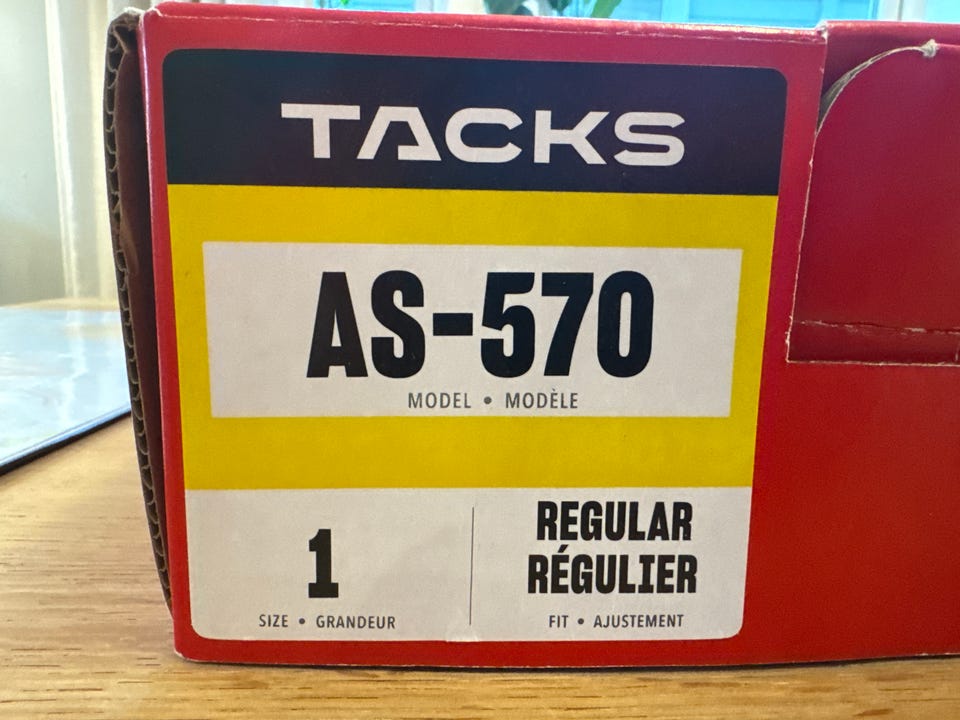 TACKS
AS-570
MODEL • MODÈLE
1
SIZE • GRANDEUR
REGULAR
RÉGULIER
FIT • AJUSTEMENT